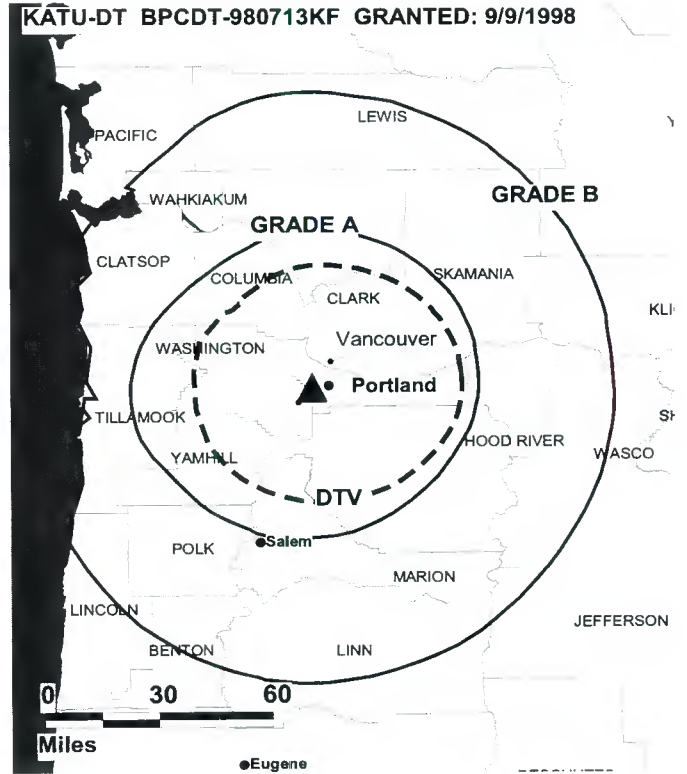 KATU-DT BPCDT-980713KF GRANTED: 9/9/1998
LEWIS
PACIFIC
GRADE B
WAHKIAKUM
GRADE A
CLATSOP
COLUMBIA
SKAMANIA
CLARK
KLI
Vancouver
WASHINGTON
Portland
TILLAMOOK
SH
HOOD RIVER
WASCO
YAMHILL
DTV
Salem
POLK
MARION
LINCOLN
JEFFERSON
BENTON
LINN
0 30 60
Miles
Eugene